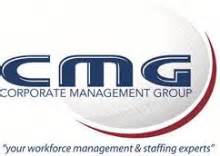 CMG
CORPORATE MANAGEMENT GROUP
"your workforce management & staffing experts"